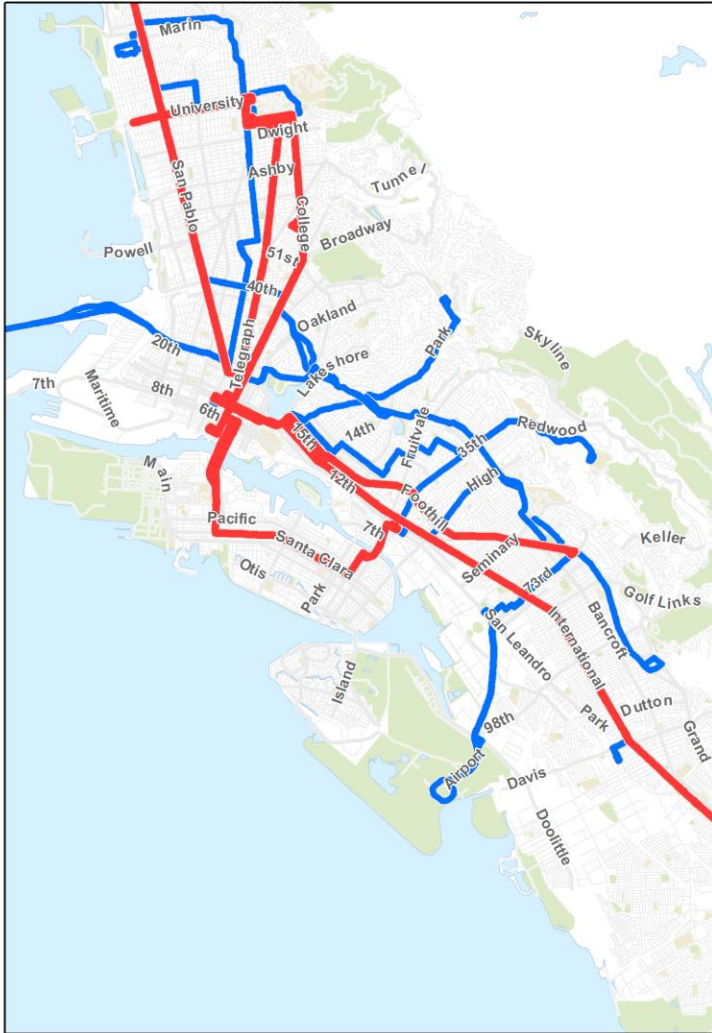 Marin
University
Dwight
Ashby
Tunnel
San Pablo
College
Broadway
Powell
51st
40th
Oakland
Skyline
20th
Telegraph
Lakeshore
Park
7th
8th
Maritime
6th
15th
14th
Fruitvale
35th
Redwood
Main
12th
Foothill
High
Pacific
7th
Santa Clara
Seminary
Keller
Otis
Park
73rd
Golf Links
San Leandro
International
Bancroft
Island
Park
Dutton
98th
Grand
Airport
Davis
Doolittle